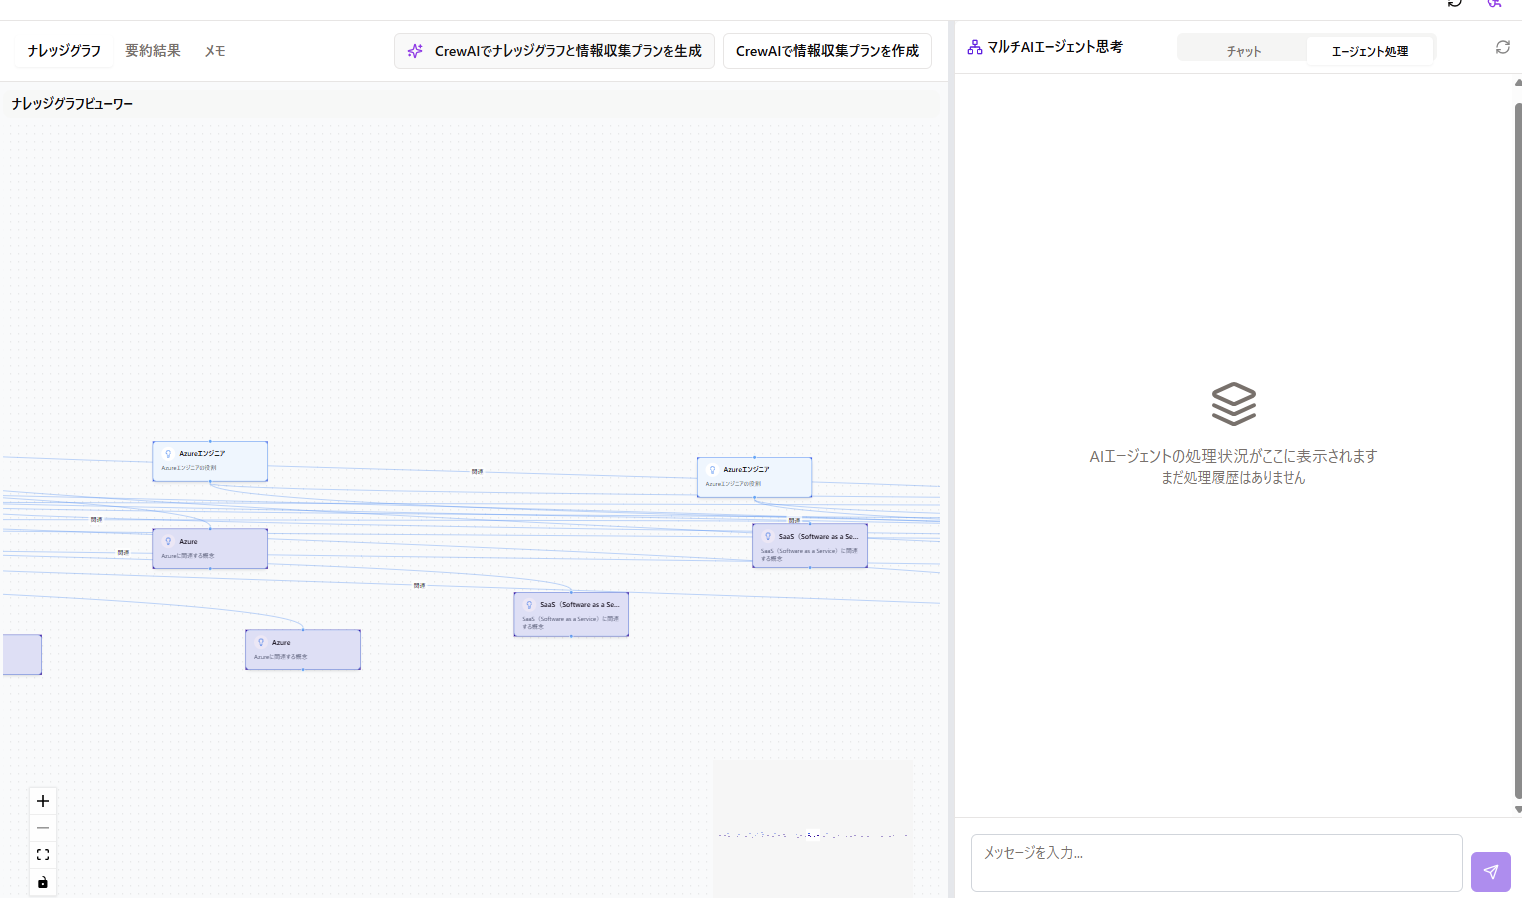 ナレッジグラフ
要約結果
メモ
CrewAIでナレッジグラフと情報収集プランを生成
CrewAIで情報収集プランを作成
ナレッジグラフビューワー
Azureエンジニア
Azureエンジニアの役割
関連
Azureエンジニア
Azureエンジニアの役割
関連
関連
Azure
Azureに関連する概念
関連
SaaS（Software as a Se...
SaaS（Software as a Service）に関連
する概念
関連
SaaS（Software as a Se...
SaaS（Software as a Service）に関連
する概念
Azure
Azureに関連する概念
マルチAIエージェント思考
チャット
エージェント処理
AIエージェントの処理状況がここに表示されます
まだ処理履歴はありません
メッセージを入力...